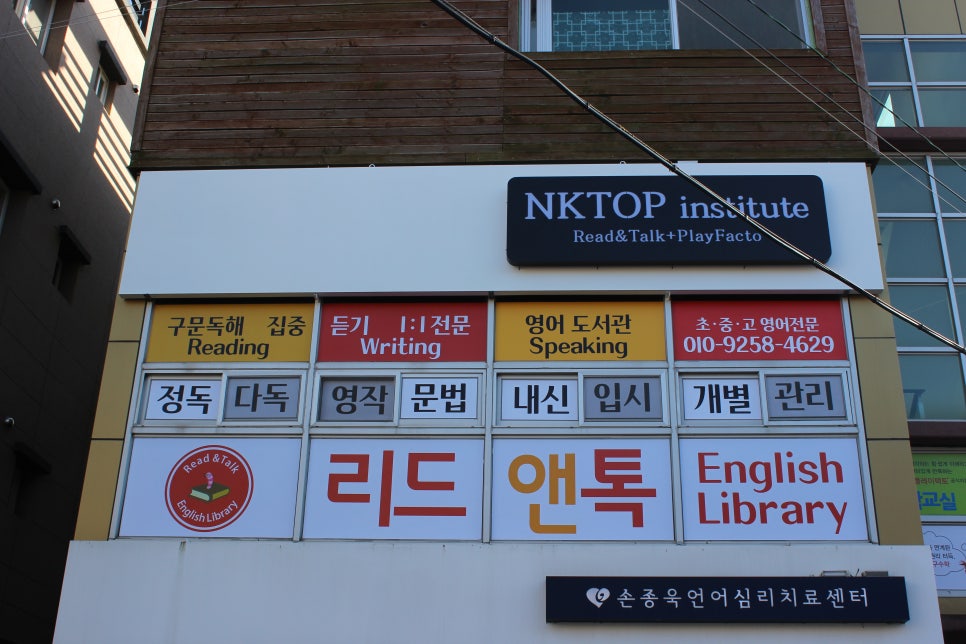 NKTOP institute
Read&Talk+PlayFacto
구문독해 집중
Reading
듣기 1:1전문
Writing
영어 도서관
Speaking
초·중·고 영어전문
010-9258-4629
정독 다독 영작 문법 내신 입시 개별 관리
Read & Talk
English Library
리드앤톡
English
Library
손종욱언어심리치료센터
교실